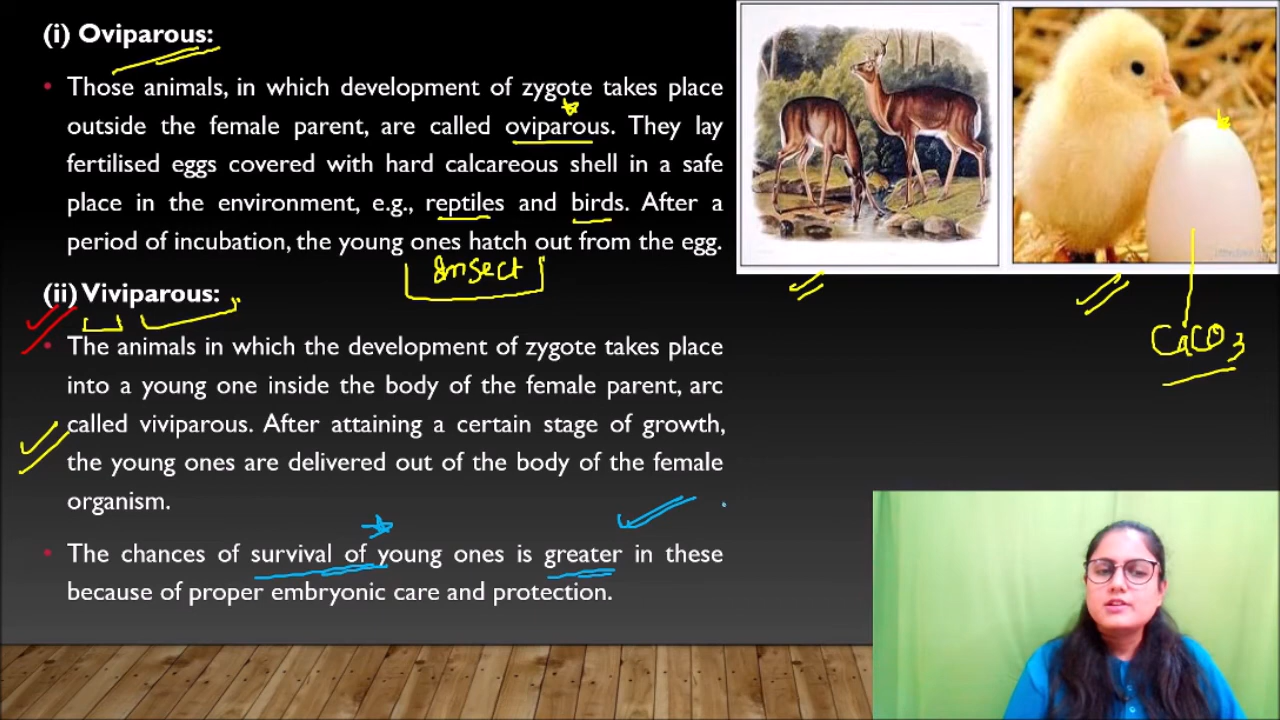 (i) Oviparous:
• Those animals, in which development of zygote takes place
outside the female parent, are called oviparous. They lay
fertilised eggs covered with hard calcareous shell in a safe
place in the environment, e.g., reptiles and birds. After a
period of incubation, the young ones hatch out from the egg.
Insect
(ii) Viviparous:
• The animals in which the development of zygote takes place
into a young one inside the body of the female parent, arc
called viviparous. After attaining a certain stage of growth,
the young ones are delivered out of the body of the female
organism.
• The chances of survival of young ones is greater in these
because of proper embryonic care and protection.
CaCO3